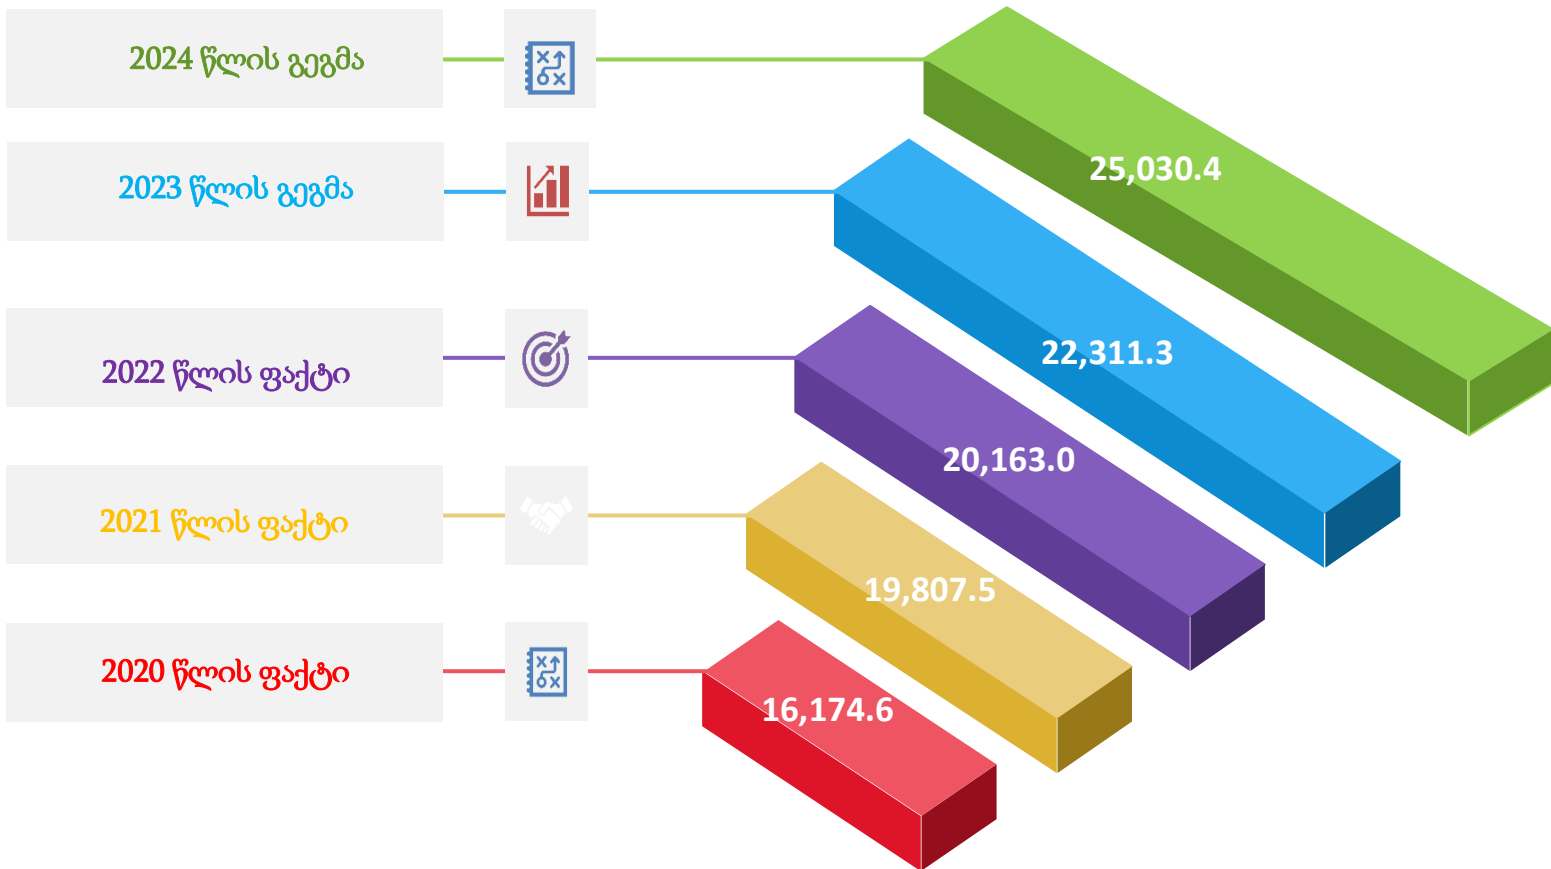 2024 წლის გეგმა
25,030.4
2023 წლის გეგმა
22,311.3
2022 წლის ფაქტი
20,163.0
2021 წლის ფაქტი
19,807.5
2020 წლის ფაქტი
16,174.6